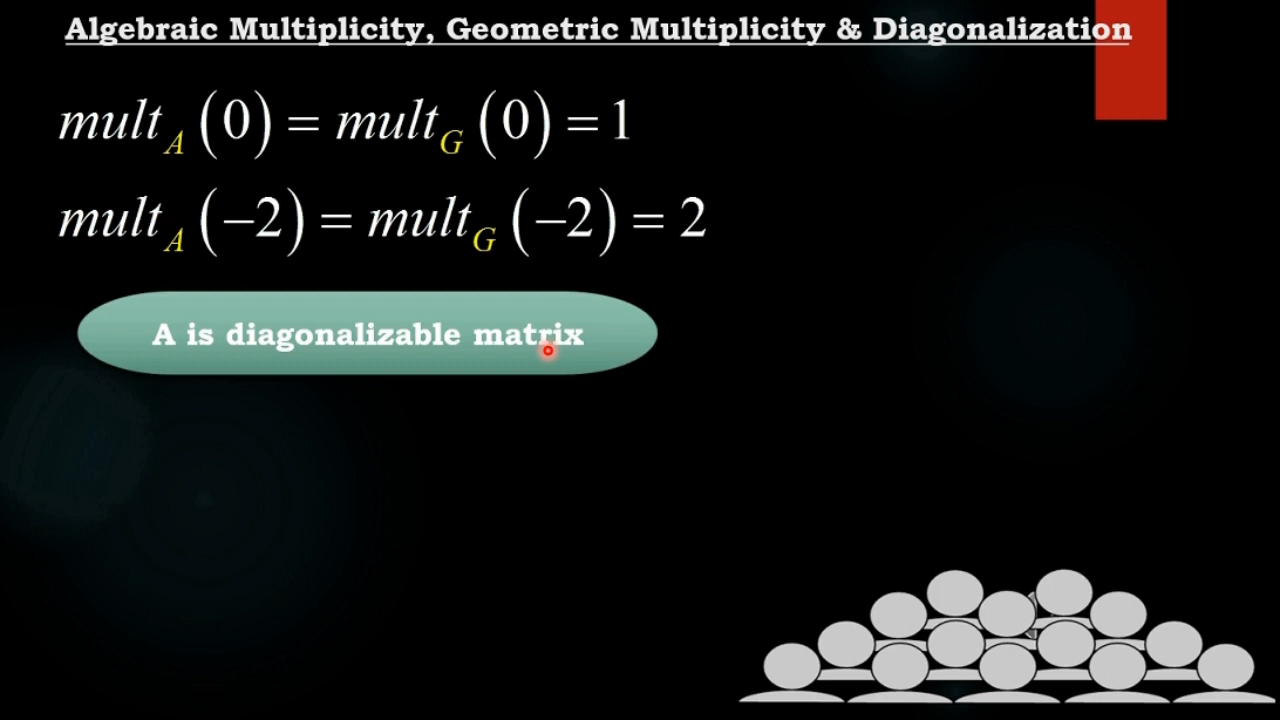 Algebraic Multiplicity, Geometric Multiplicity & Diagonalization
mult_A (0) = mult_G (0) = 1
mult_A (−2) = mult_G (−2) = 2
A is diagonalizable matrix